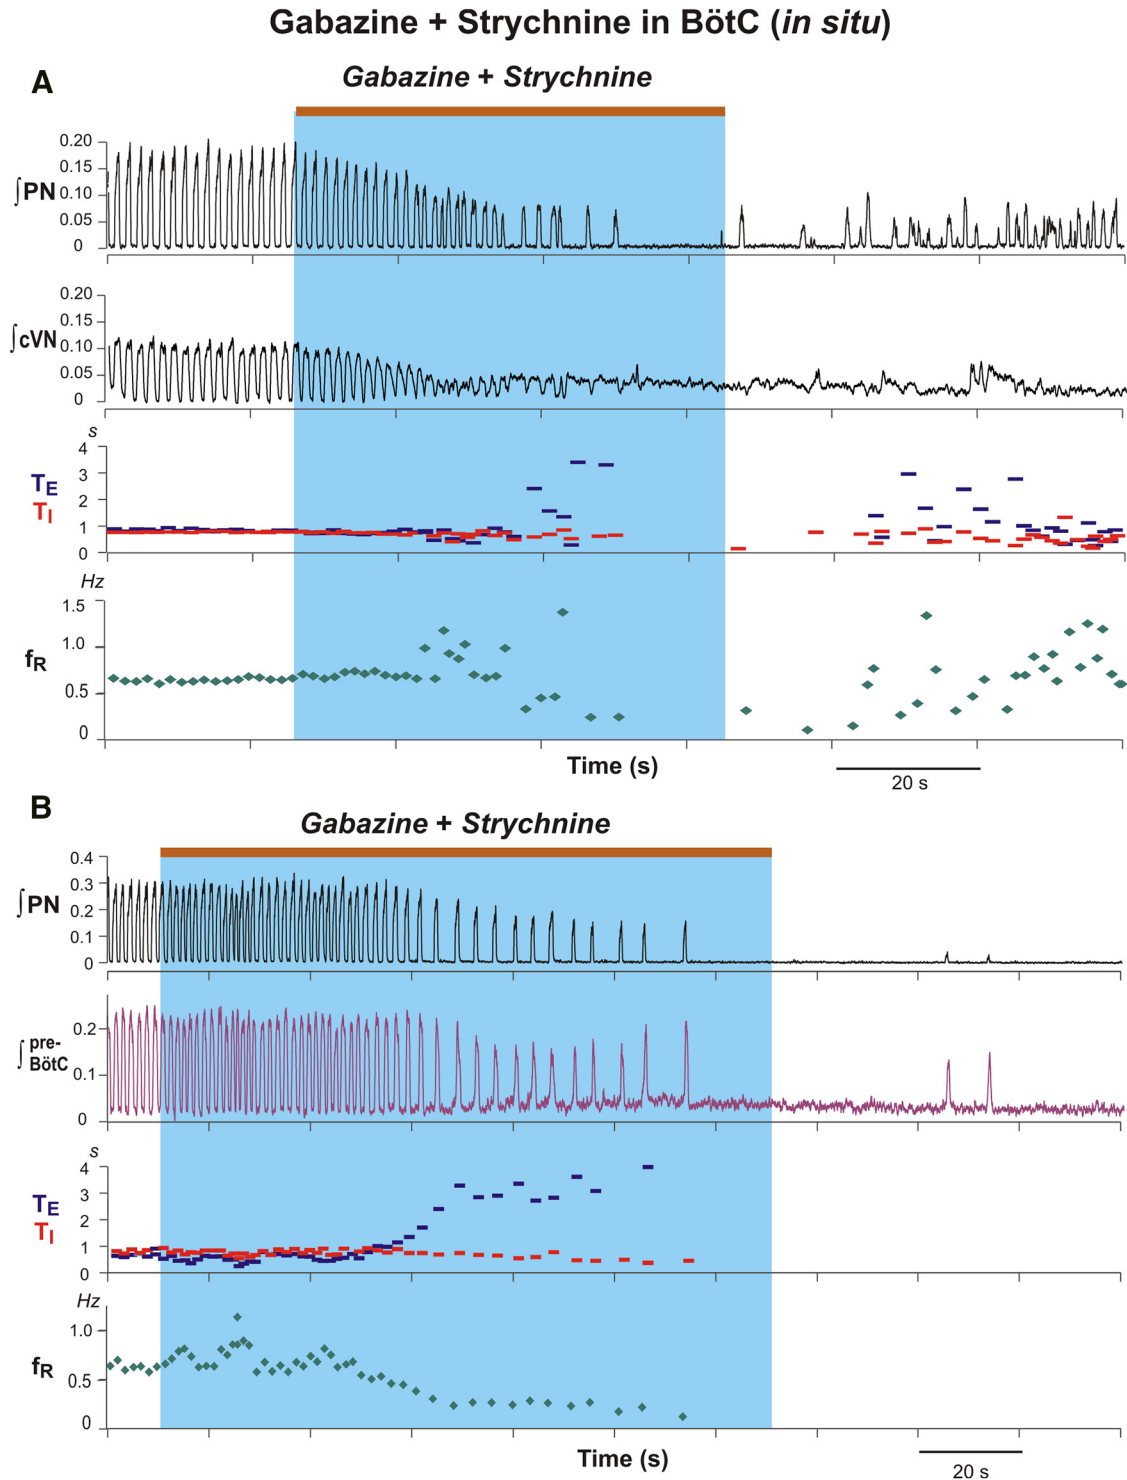 Gabazine + Strychnine in BötC (in situ)
A
Gabazine + Strychnine
0.20
0.15
0.10
0.05
0
∫PN
0.20
0.15
0.10
0.05
0
∫cVN
s
4
3
2
1
0
TE
TI
Hz
1.5
1.0
0.5
0
fR
Time (s)
20 s
B
Gabazine + Strychnine
0.4
0.3
0.2
0.1
0
∫PN
0.2
0.1
0
∫pre-
BötC
s
4
3
2
1
0
TE
TI
Hz
1.0
0.5
0
fR
Time (s)
20 s